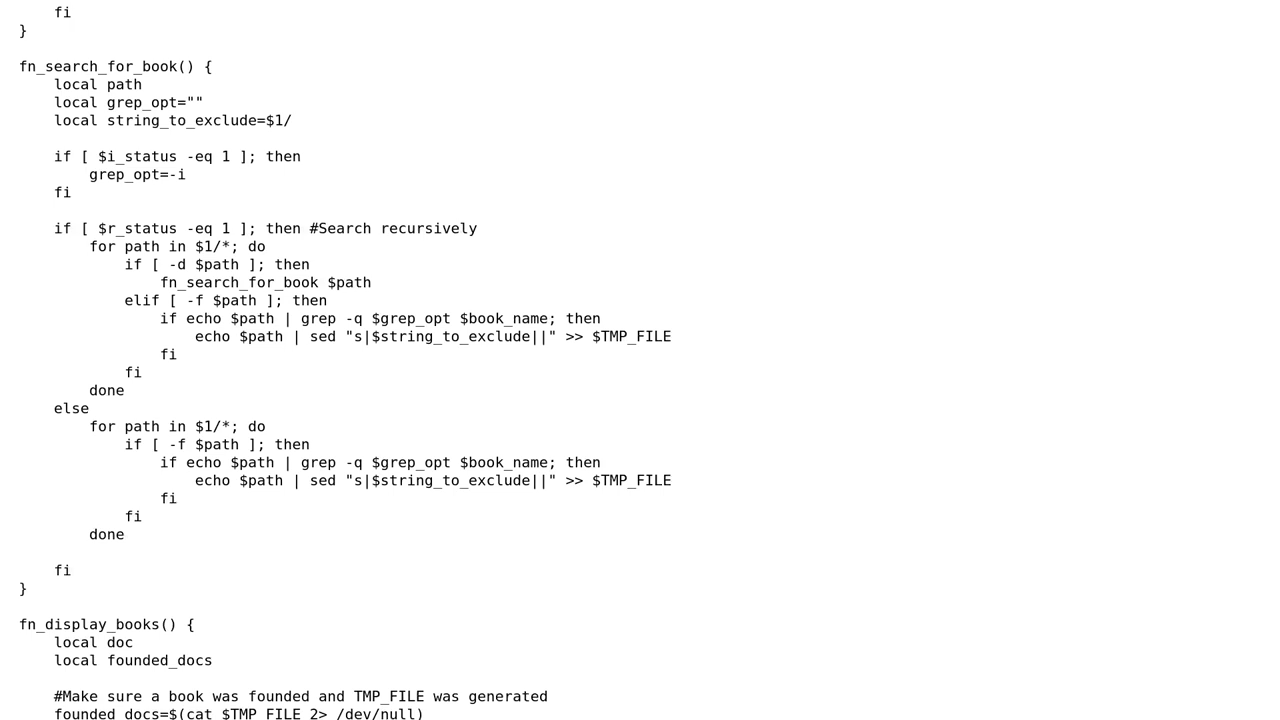 fi
}

fn_search_for_book() {
    local path
    local grep_opt=""
    local string_to_exclude=$1/

    if [ $i_status -eq 1 ]; then
        grep_opt=-i
    fi

    if [ $r_status -eq 1 ]; then #Search recursively
        for path in $1/*; do
            if [ -d $path ]; then
                fn_search_for_book $path
            elif [ -f $path ]; then
                if echo $path | grep -q $grep_opt $book_name; then
                    echo $path | sed "s|$string_to_exclude||" >> $TMP_FILE
                fi
            fi
        done
    else
        for path in $1/*; do
            if [ -f $path ]; then
                if echo $path | grep -q $grep_opt $book_name; then
                    echo $path | sed "s|$string_to_exclude||" >> $TMP_FILE
                fi
            fi
        done

    fi
}

fn_display_books() {
    local doc
    local founded_docs

    #Make sure a book was founded and TMP_FILE was generated
    founded_docs=$(cat $TMP_FILE 2> /dev/null)